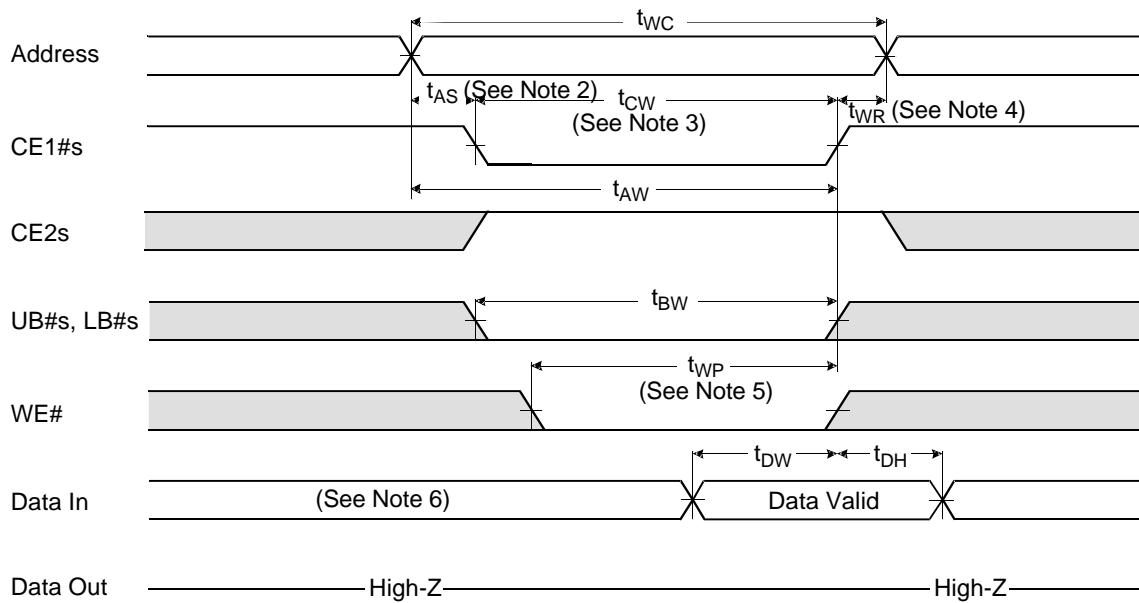 tWC
Address
tAS (See Note 2)
tCW
(See Note 3)
tWR (See Note 4)
CE1#s
tAW
CE2s
tBW
UB#s, LB#s
tWP
(See Note 5)
WE#
tDW
tDH
Data In
(See Note 6)
Data Valid
Data Out
High-Z
High-Z